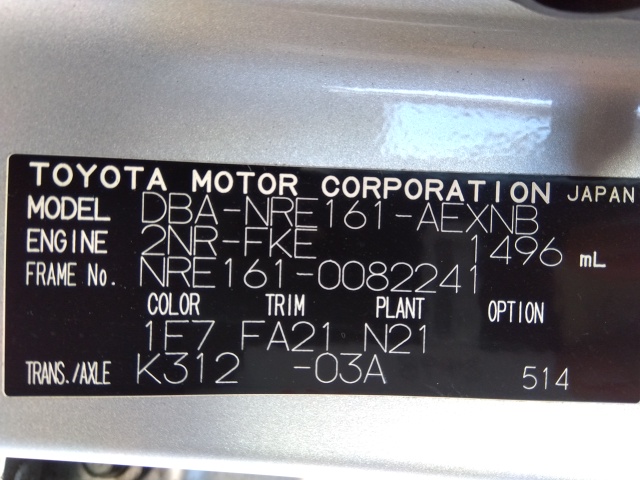 TOYOTA MOTOR CORPORATION JAPAN
MODEL DBA-NRE161-AEXNB
ENGINE 2NR-FKE 1496 mL
FRAME No. NRE161-0082241
COLOR TRIM PLANT OPTION
1F7 FA21 N21
TRANS./AXLE K312 -03A 514